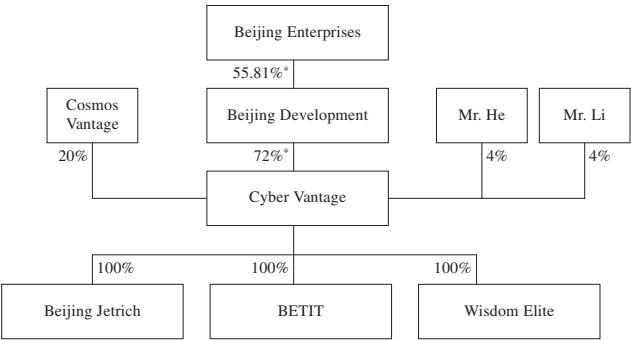 Beijing Enterprises
55.81%*
Cosmos
Vantage
Beijing Development
Mr. He
Mr. Li
20%
72%*
4%
4%
Cyber Vantage
100%
100%
100%
Beijing Jetrich
BETIT
Wisdom Elite